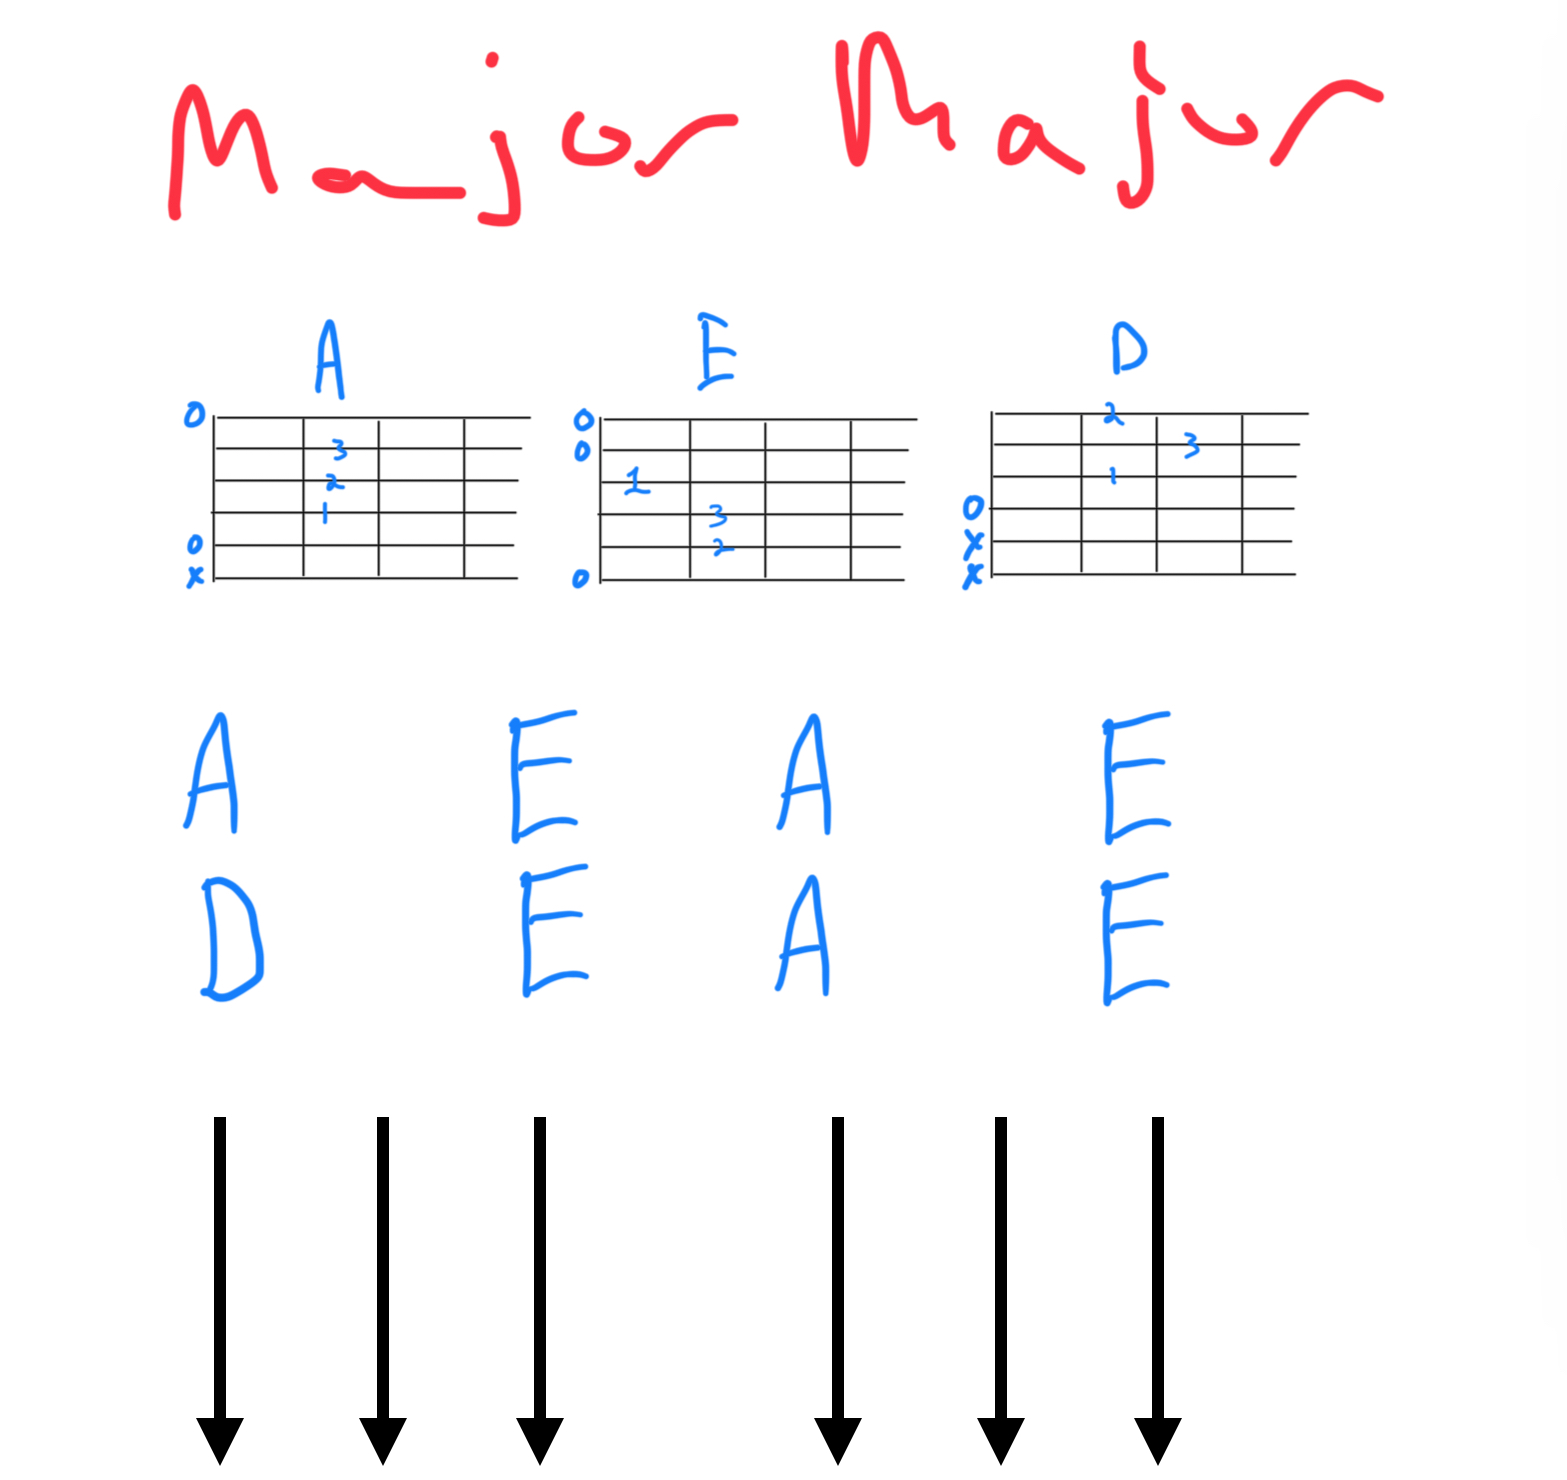 Major Major
A E D
0 0 2
3 0 3
2 1 1
1 3 0
0 2 x
x 0 x
A E A E
D E A E